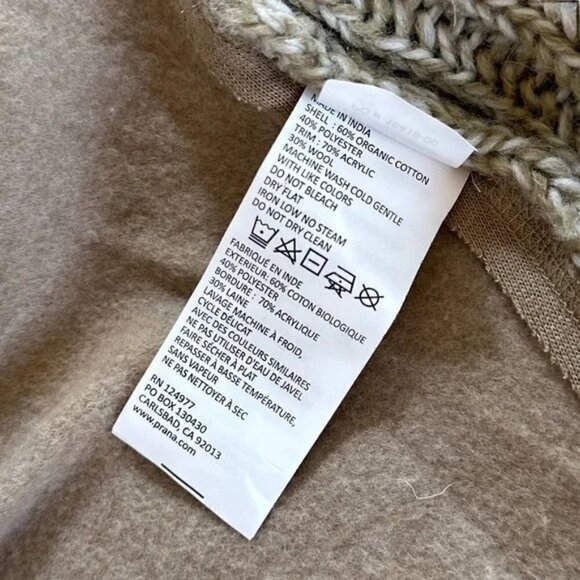 MADE IN INDIA
SHELL : 60% ORGANIC COTTON
40% POLYESTER
TRIM : 70% ACRYLIC
30% WOOL
MACHINE WASH COLD GENTLE
WITH LIKE COLORS
DO NOT BLEACH
DRY FLAT
IRON LOW NO STEAM
DO NOT DRY CLEAN
FABRIQUÉ EN INDE
EXTERIEUR: 60% COTON BIOLOGIQUE
40% POLYESTER
BORDURE : 70% ACRYLIQUE
30% LAINE
LAVAGE MACHINE À FROID,
CYCLE DÉLICAT
AVEC DES COULEURS SIMILAIRES
NE PAS UTILISER D'EAU DE JAVEL
FAIRE SÉCHER À PLAT
REPASSER À BASSE TEMPÉRATURE,
SANS VAPEUR
NE PAS NETTOYER À SEC
RN 124977
PO BOX 130430
CARLSBAD, CA 92013
www.prana.com